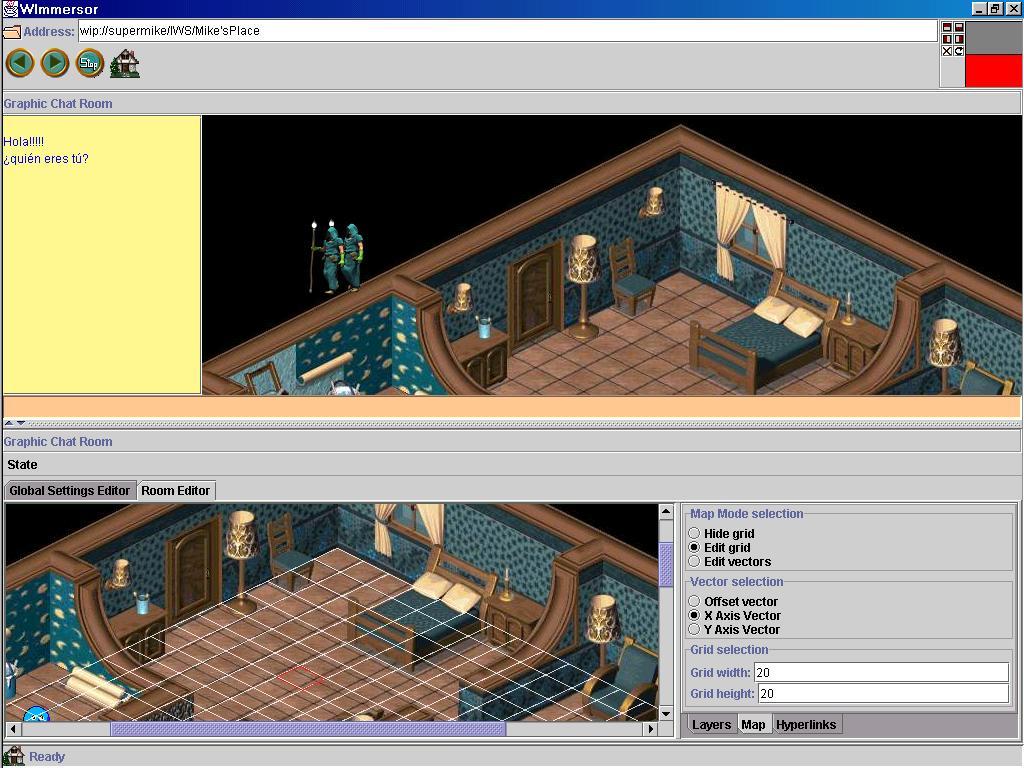 WImmersor
Address: wip://supermike/IWS/Mike'sPlace
Stop
Graphic Chat Room
Hola!!!!!
¿quién eres tú?
Graphic Chat Room
State
Global Settings Editor Room Editor
Map Mode selection
Hide grid
Edit grid
Edit vectors
Vector selection
Offset vector
X Axis Vector
Y Axis Vector
Grid selection
Grid width: 20
Grid height: 20
Layers Map Hyperlinks
Ready